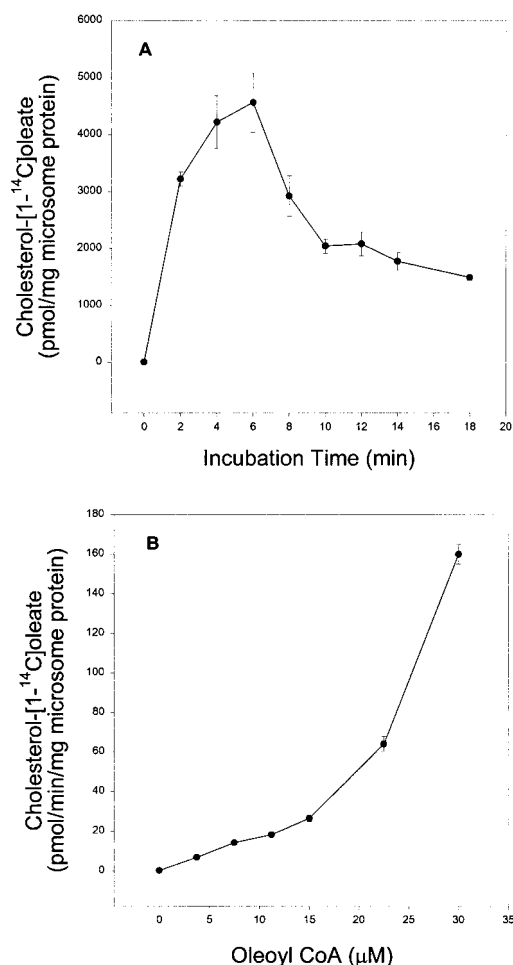 A
6000
5000
4000
3000
2000
1000
0
Cholesterol-[1-¹⁴C]oleate
(pmol/mg microsome protein)
0 2 4 6 8 10 12 14 16 18 20
Incubation Time (min)
B
180
160
140
120
100
80
60
40
20
0
Cholesterol-[1-¹⁴C]oleate
(pmol/min/mg microsome protein)
0 5 10 15 20 25 30 35
Oleoyl CoA (µM)